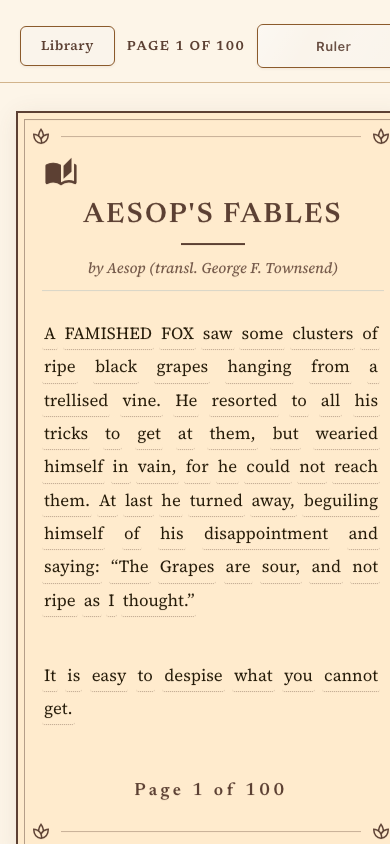 Library PAGE 1 OF 100 Ruler
AESOP'S FABLES
by Aesop (transl. George F. Townsend)
A FAMISHED FOX saw some clusters of
ripe black grapes hanging from a
trellised vine. He resorted to all his
tricks to get at them, but wearied
himself in vain, for he could not reach
them. At last he turned away, beguiling
himself of his disappointment and
saying: “The Grapes are sour, and not
ripe as I thought.”
It is easy to despise what you cannot
get.
Page 1 of 100